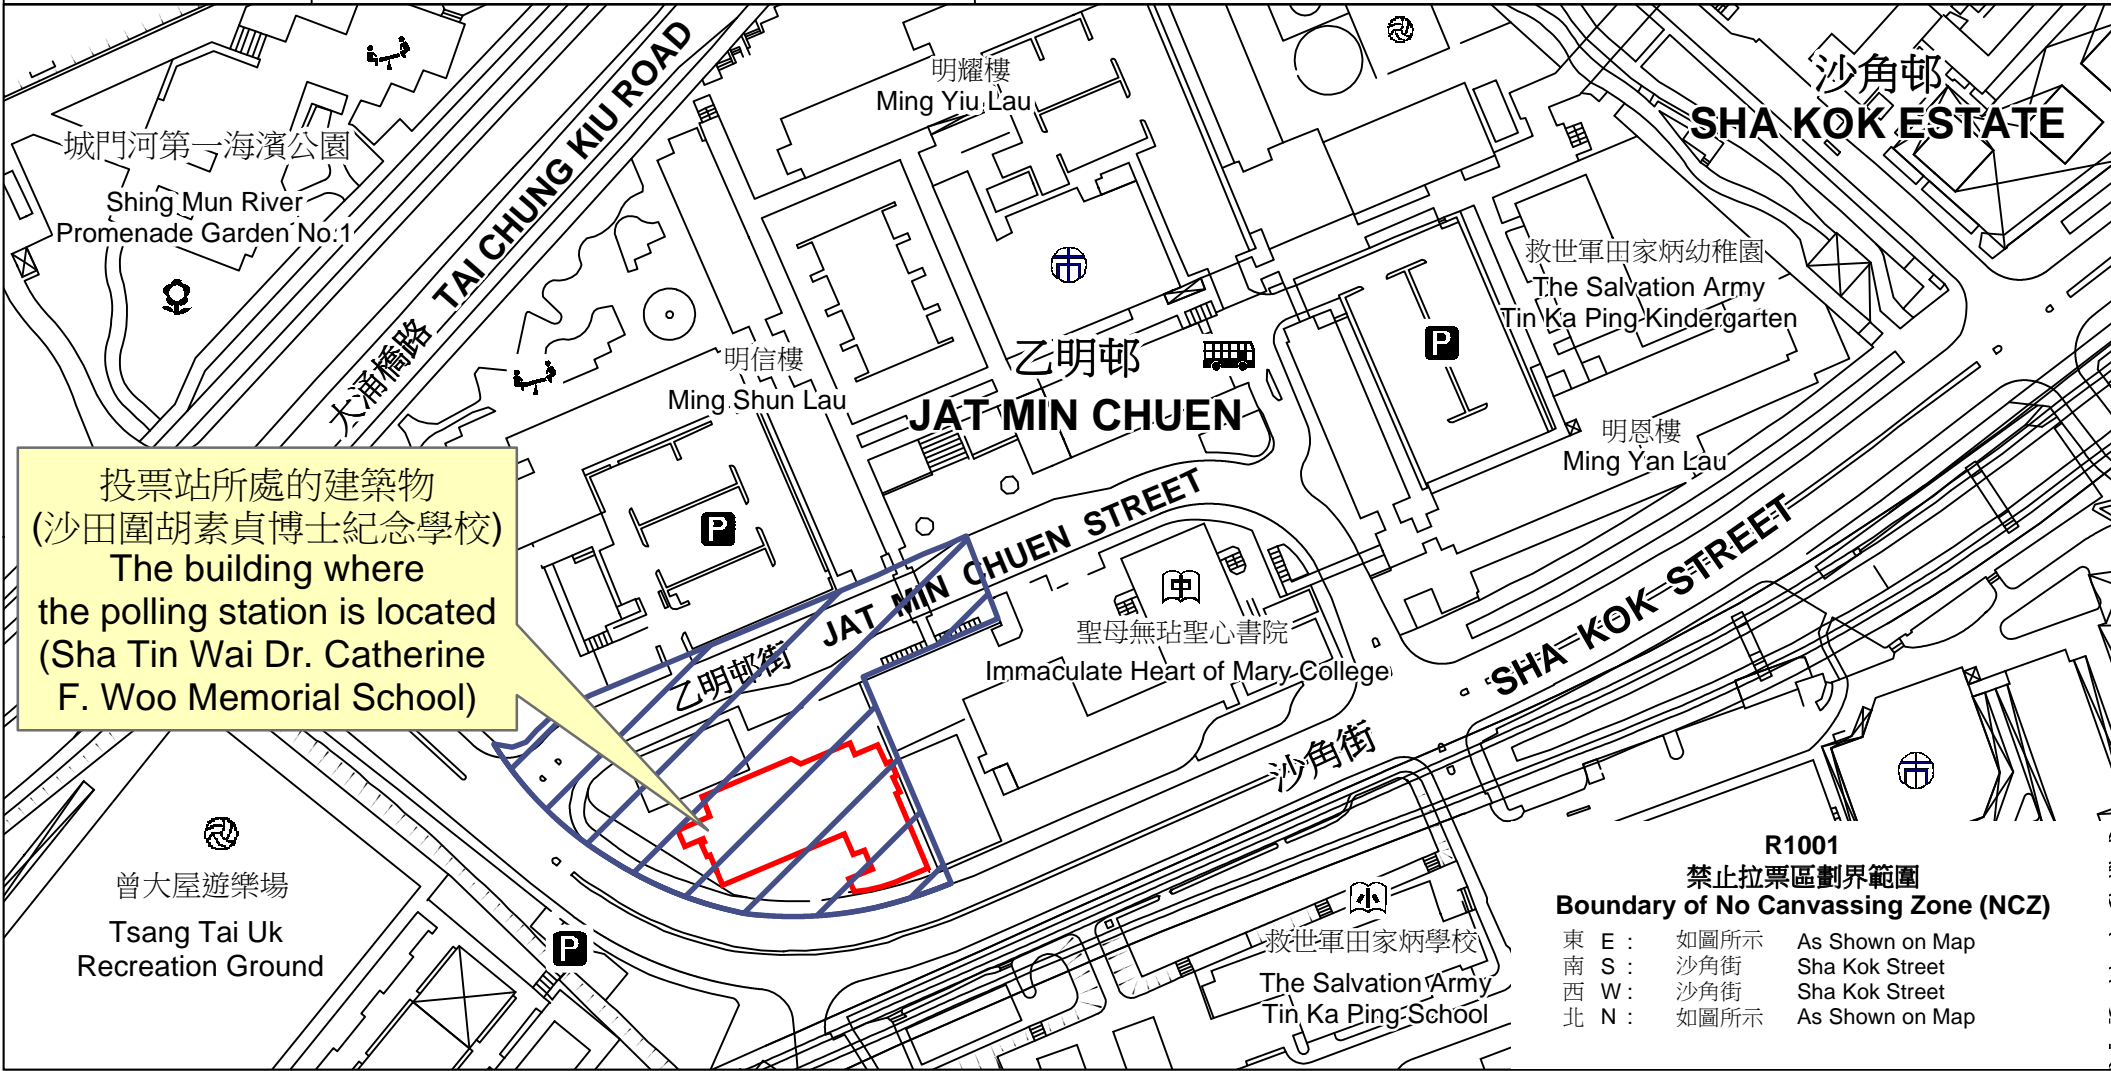 明耀樓
Ming Yiu Lau
沙角邨
SHA KOK ESTATE
城門河第一海濱公園
Shing Mun River
Promenade Garden No.1
大涌橋路 TAI CHUNG KIU ROAD
市
救世軍田家炳幼稚園
The Salvation Army
Tin Ka Ping Kindergarten
P
明信樓
Ming Shun Lau
乙明邨
JAT MIN CHUEN
明恩樓
Ming Yan Lau
投票站所處的建築物
(沙田圍胡素貞博士紀念學校)
The building where
the polling station is located
(Sha Tin Wai Dr. Catherine
F. Woo Memorial School)
P
乙明邨街 JAT MIN CHUEN STREET
中
聖母無玷聖心書院
Immaculate Heart of Mary College
沙角街 SHA KOK STREET
市
曾大屋遊樂場
Tsang Tai Uk
Recreation Ground
P
小
救世軍田家炳學校
The Salvation Army
Tin Ka Ping School
R1001
禁止拉票區劃界範圍
Boundary of No Canvassing Zone (NCZ)
東 E : 如圖所示 As Shown on Map
南 S : 沙角街 Sha Kok Street
西 W : 沙角街 Sha Kok Street
北 N : 如圖所示 As Shown on Map